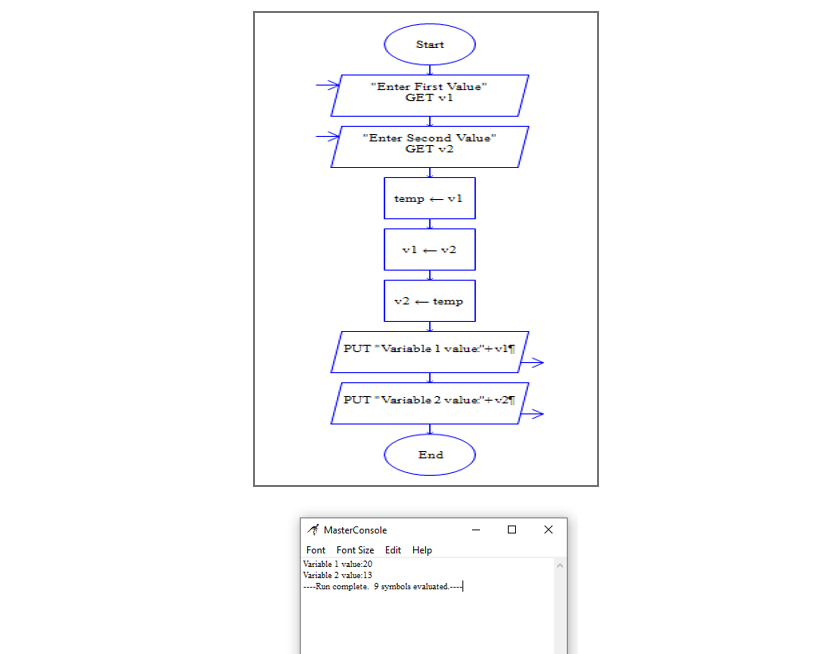 Start
"Enter First Value"
GET v1
"Enter Second Value"
GET v2
temp ← v1
v1 ← v2
v2 ← temp
PUT "Variable 1 value:"+v1¶
PUT "Variable 2 value:"+v2¶
End
MasterConsole
Font Font Size Edit Help
Variable 1 value:20
Variable 2 value:13
----Run complete. 9 symbols evaluated.----